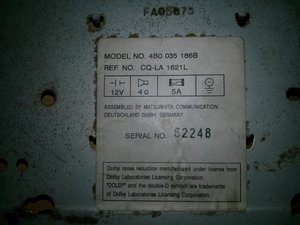 FA05875
MODEL NO. 4B0 035 186B
REF. NO. CQ-LA 1621L
12V 4Ω 5A
ASSEMBLED BY MATSUSHITA COMMUNICATION
DEUTSCHLAND GMBH, GERMANY
SERIAL NO. 62248
Dolby noise reduction manufactured under license from
Dolby Laboratories Licensing Corporation.
"DOLBY" and the double-D symbol are trademarks
of Dolby Laboratories Licensing Corporation.